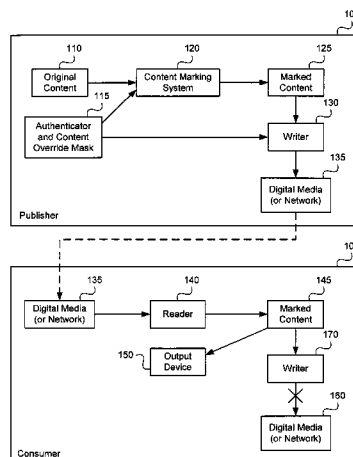 10
110
120
125
Original
Content
Content Marking
System
Marked
Content
115
130
Authenticator
and Content
Override Mask
Writer
135
Digital Media
(or Network)
Publisher
10
135
140
145
Digital Media
(or Network)
Reader
Marked
Content
150
Output
Device
170
Writer
160
Digital Media
(or Network)
Consumer